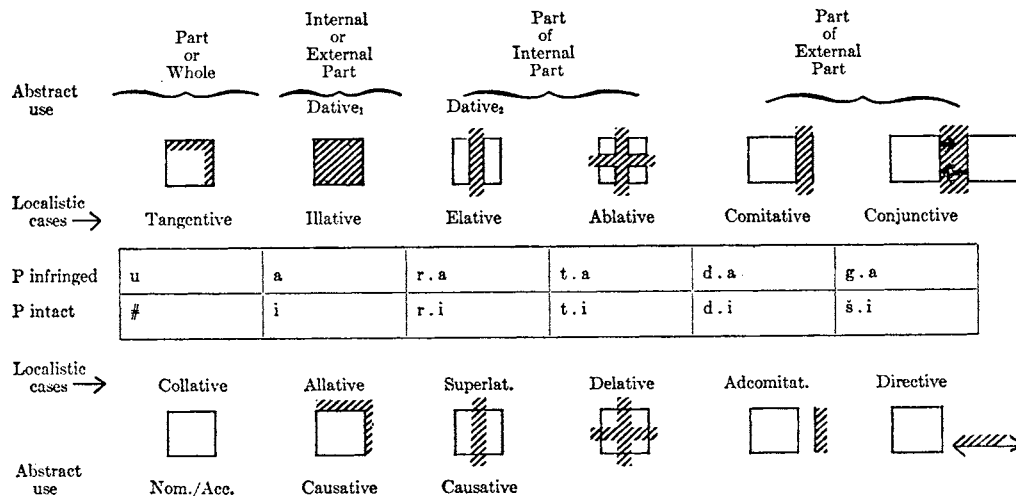 Part or Whole
Internal or External Part
Part of Internal Part
Part of External Part
Abstract use
Dative₁
Dative₂
Localistic cases →
Tangentive Illative Elative Ablative Comitative Conjunctive
P infringed u a r.a t.a d.a g.a
P intact # i r.i t.i d.i š.i
Localistic cases →
Collative Allative Superlat. Delative Adcomitat. Directive
Abstract use
Nom./Acc. Causative Causative